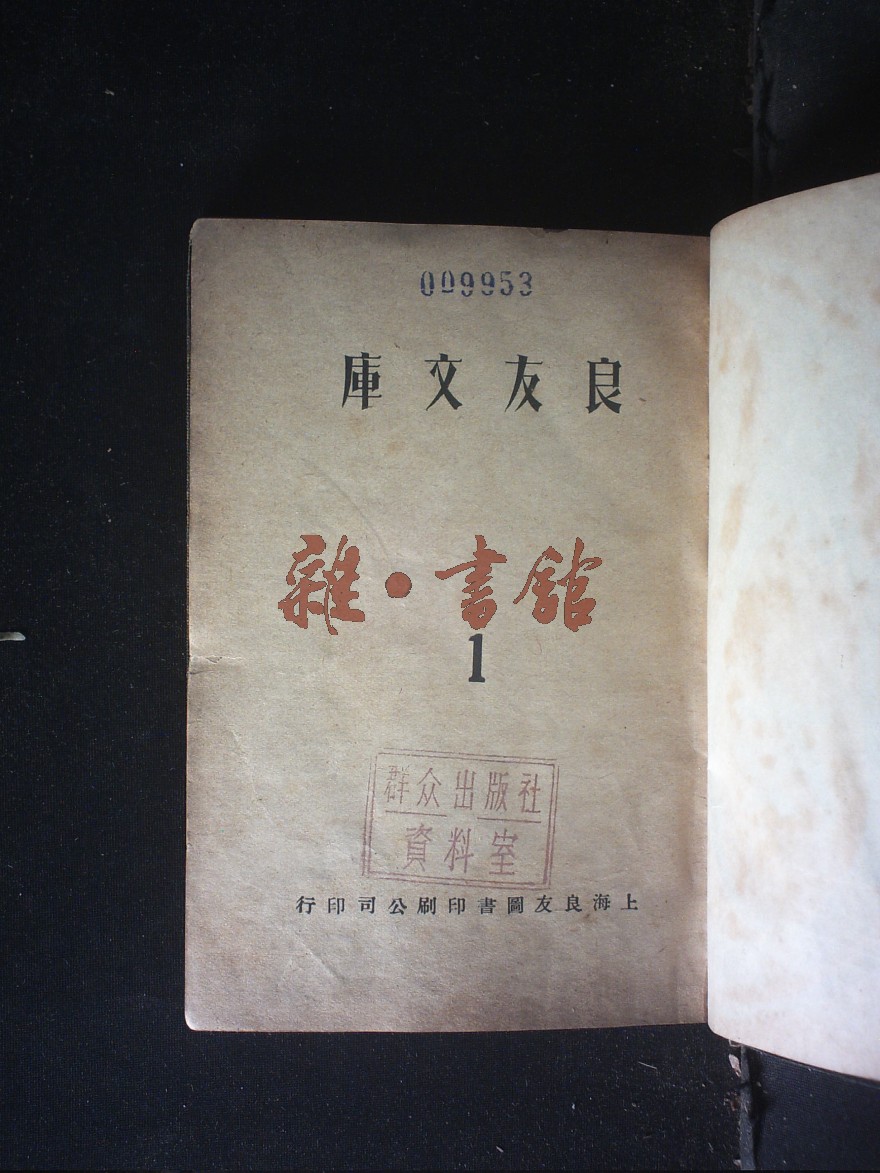 009953
良友文庫
雜·書館
1
群众出版社
資料室
上海良友圖書印刷公司印行